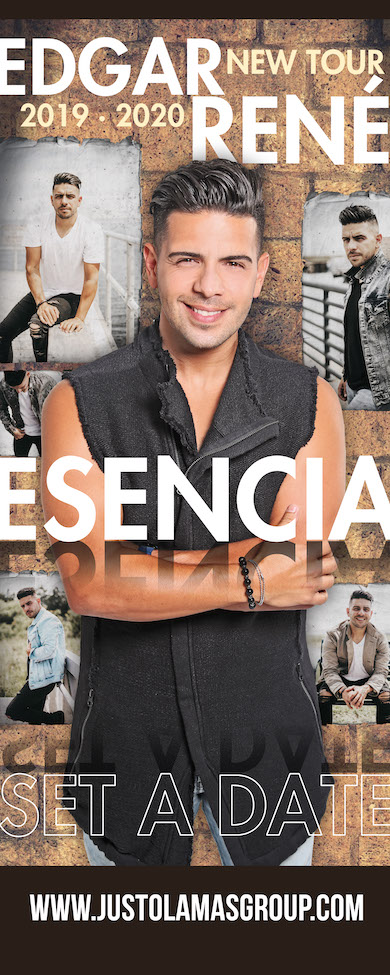 EDGAR NEW TOUR
2019 · 2020 RENÉ
ESENCIA
SET A DATE
WWW.JUSTOLAMASGROUP.COM